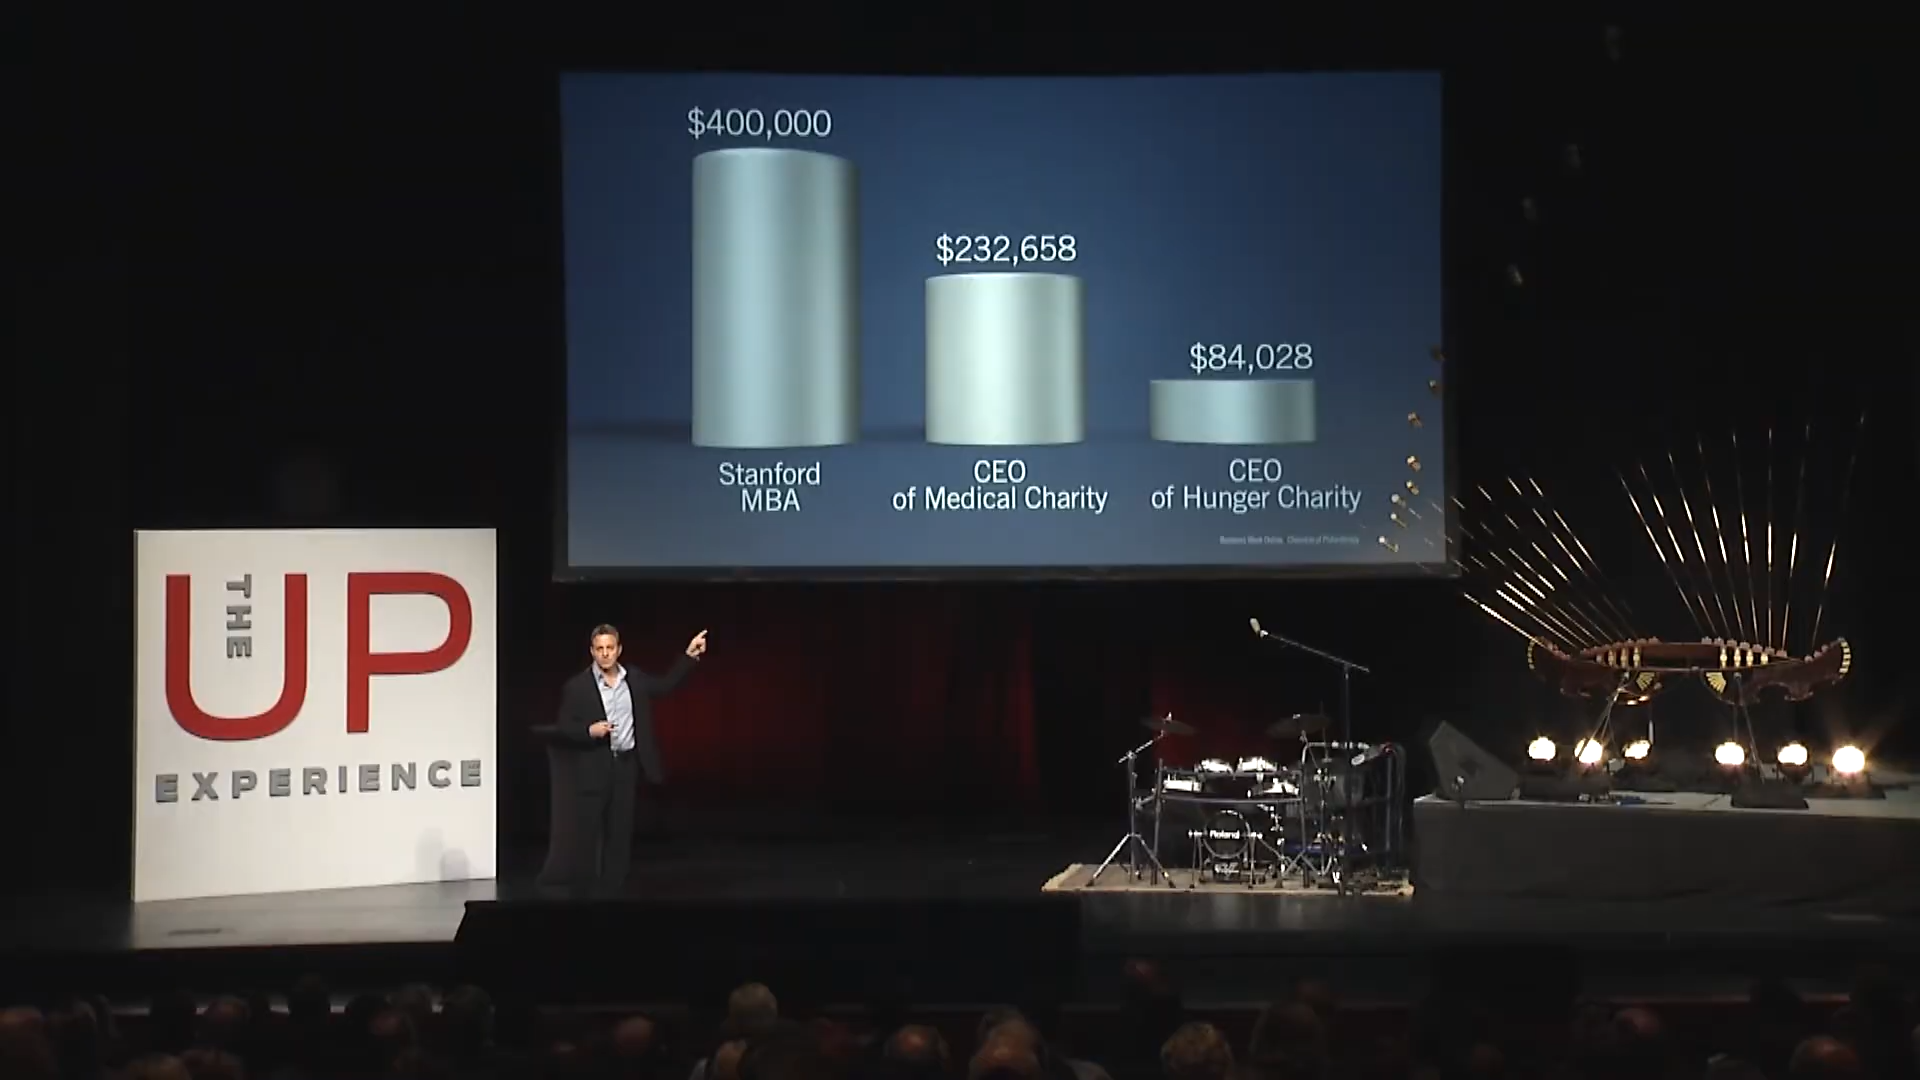 $400,000
$232,658
$84,028
Stanford
MBA
CEO
of Medical Charity
CEO
of Hunger Charity
THE
UP
EXPERIENCE
Roland